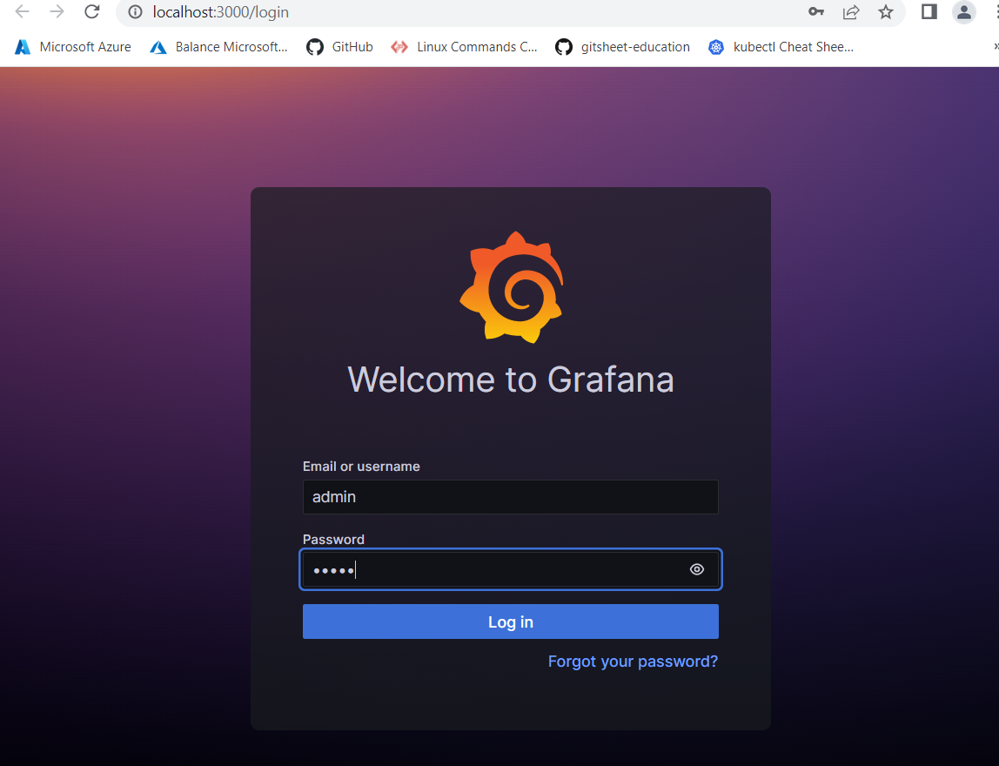 localhost:3000/login
Microsoft Azure Balance Microsoft... GitHub Linux Commands C... gitsheet-education kubectl Cheat Shee... »
Welcome to Grafana
Email or username
admin
Password
•••••
Log in
Forgot your password?